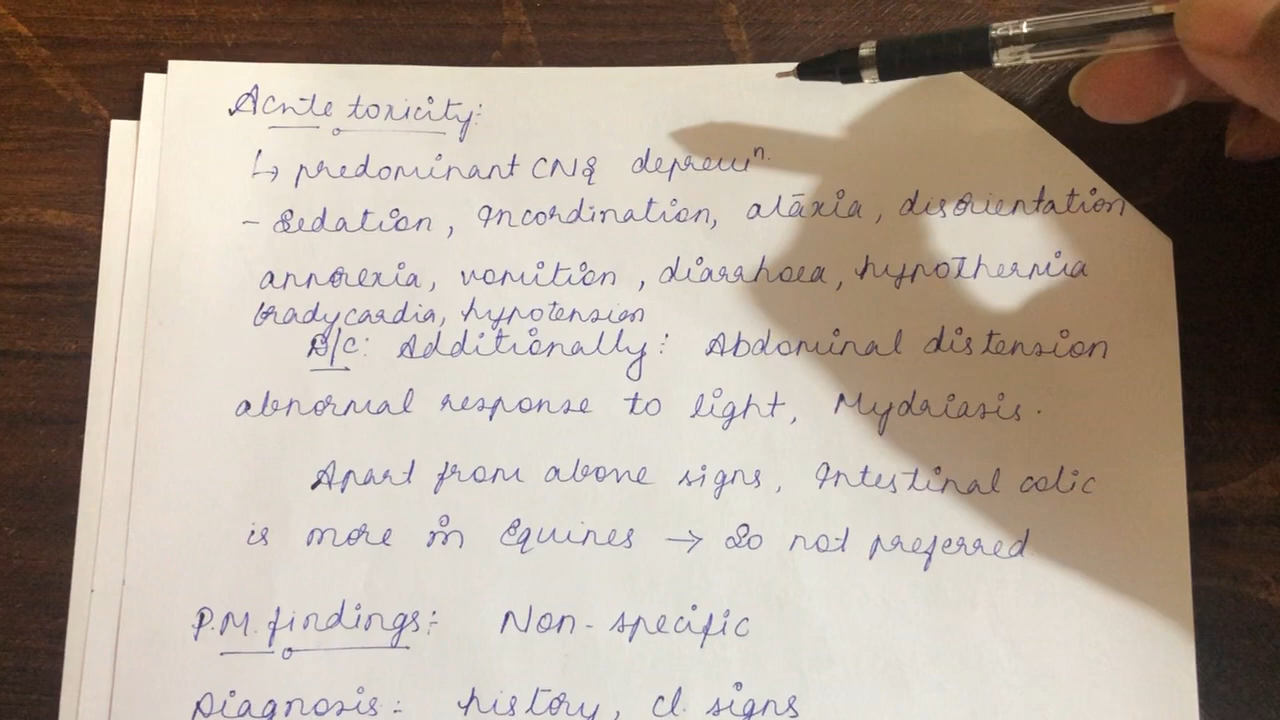 Acute toxicity:
↳ predominant CNS depressⁿ.
- Sedation, Incordination, ataxia, disorientation
annorexia, vomition, diarrhoea, hypothermia
bradycardia, hypotension
B/C: Additionally: Abdominal distension
abnormal response to light, Mydriasis.
Apart from above signs, Intestinal colic
is more in Equines → So not preferred
P.M. findings: Non-specific
Diagnosis: history, cl. signs